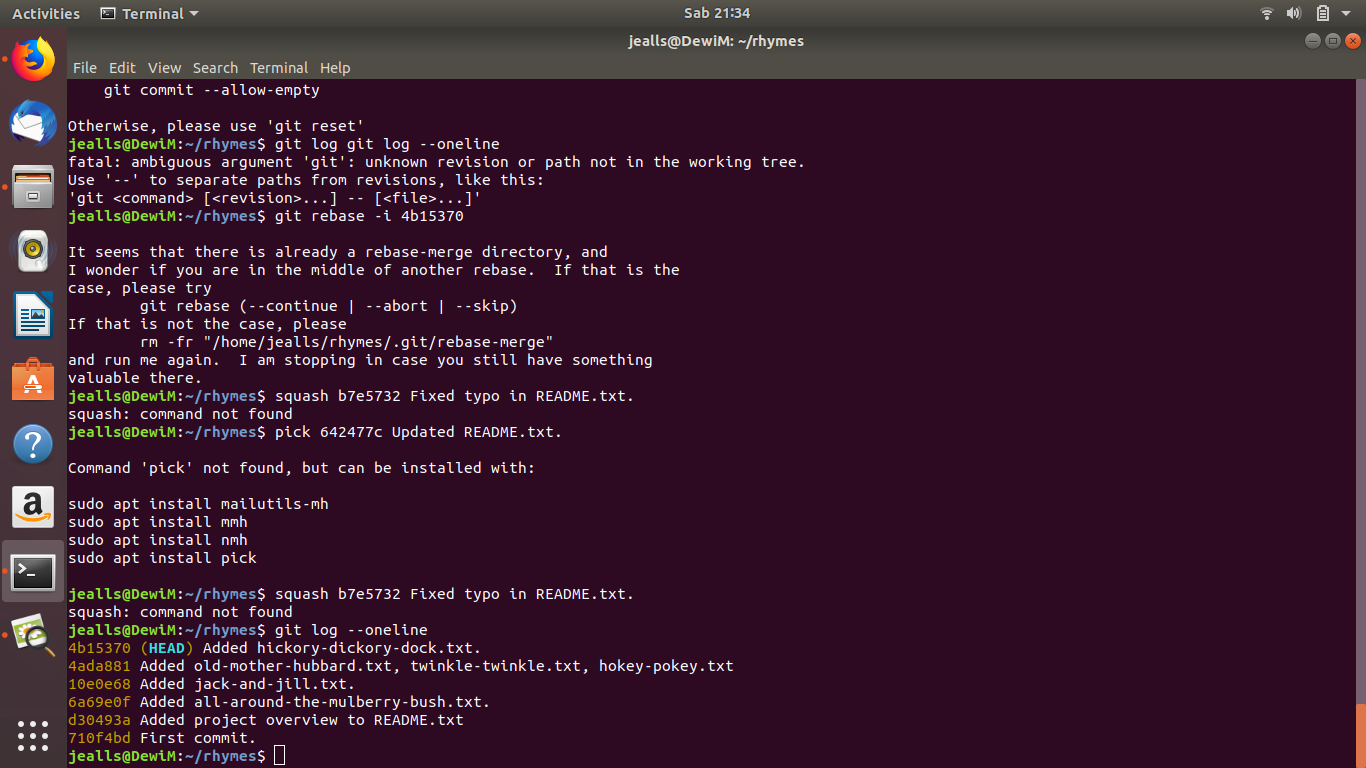 Activities Terminal Sab 21:34
jealls@DewiM: ~/rhymes
File Edit View Search Terminal Help
git commit --allow-empty
Otherwise, please use 'git reset'
jealls@DewiM:~/rhymes$ git log git log --oneline
fatal: ambiguous argument 'git': unknown revision or path not in the working tree.
Use '--' to separate paths from revisions, like this:
'git <command> [<revision>...] -- [<file>...]'
jealls@DewiM:~/rhymes$ git rebase -i 4b15370
It seems that there is already a rebase-merge directory, and
I wonder if you are in the middle of another rebase.  If that is the
case, please try
git rebase (--continue | --abort | --skip)
If that is not the case, please
rm -fr "/home/jealls/rhymes/.git/rebase-merge"
and run me again.  I am stopping in case you still have something
valuable there.
jealls@DewiM:~/rhymes$ squash b7e5732 Fixed typo in README.txt.
squash: command not found
jealls@DewiM:~/rhymes$ pick 642477c Updated README.txt.
Command 'pick' not found, but can be installed with:
sudo apt install mailutils-mh
sudo apt install mmh
sudo apt install nmh
sudo apt install pick
jealls@DewiM:~/rhymes$ squash b7e5732 Fixed typo in README.txt.
squash: command not found
jealls@DewiM:~/rhymes$ git log --oneline
4b15370 (HEAD) Added hickory-dickory-dock.txt.
4ada881 Added old-mother-hubbard.txt, twinkle-twinkle.txt, hokey-pokey.txt
10e0e68 Added jack-and-jill.txt.
6a69e0f Added all-around-the-mulberry-bush.txt.
d30493a Added project overview to README.txt
710f4bd First commit.
jealls@DewiM:~/rhymes$